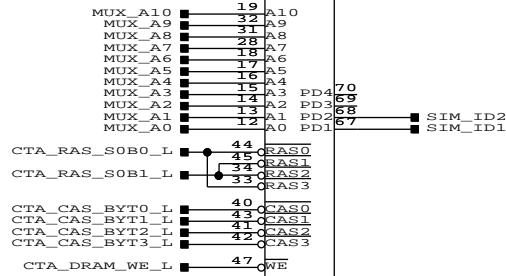 MUX_A10 19 A10
MUX_A9 32 A9
MUX_A8 31 A8
MUX_A7 28 A7
MUX_A6 18 A6
MUX_A5 17 A5
MUX_A4 16 A4
MUX_A3 15 A3 PD4 70
MUX_A2 14 A2 PD3 69
MUX_A1 13 A1 PD2 68 SIM_ID2
MUX_A0 12 A0 PD1 67 SIM_ID1
CTA_RAS_S0B0_L 44 RAS0
45 RAS1
CTA_RAS_S0B1_L 34 RAS2
33 RAS3
CTA_CAS_BYT0_L 40 CAS0
CTA_CAS_BYT1_L 43 CAS1
CTA_CAS_BYT2_L 41 CAS2
CTA_CAS_BYT3_L 42 CAS3
CTA_DRAM_WE_L 47 WE